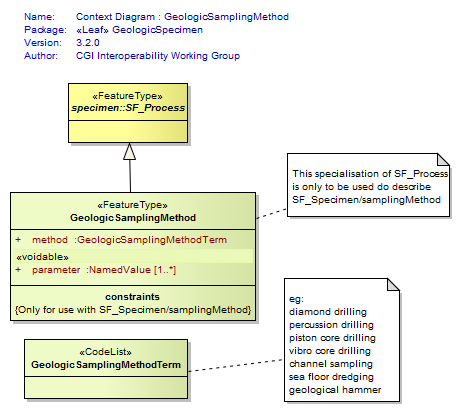 Name: Context Diagram : GeologicSamplingMethod
Package: «Leaf» GeologicSpecimen
Version: 3.2.0
Author: CGI Interoperability Working Group
«FeatureType»
specimen::SF_Process
This specialisation of SF_Process
is only to be used do describe
SF_Specimen/samplingMethod
«FeatureType»
GeologicSamplingMethod
+ method :GeologicSamplingMethodTerm
«voidable»
+ parameter :NamedValue [1..*]
constraints
{Only for use with SF_Specimen/samplingMethod}
«CodeList»
GeologicSamplingMethodTerm
eg:
diamond drilling
percussion drilling
piston core drilling
vibro core drilling
channel sampling
sea floor dredging
geological hammer